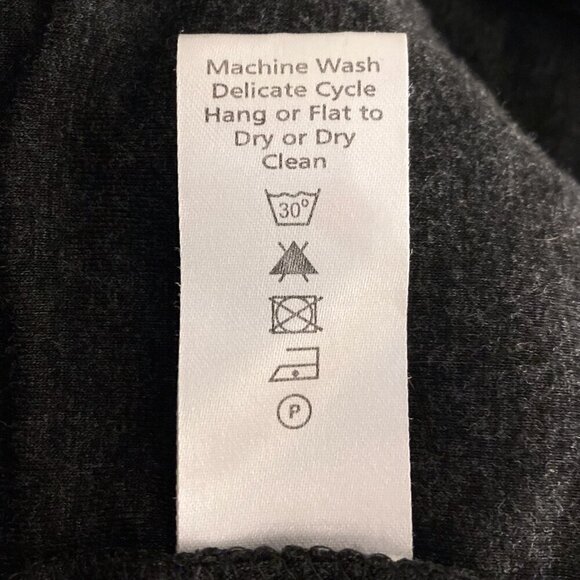 Machine Wash
Delicate Cycle
Hang or Flat to
Dry or Dry
Clean
30°
P